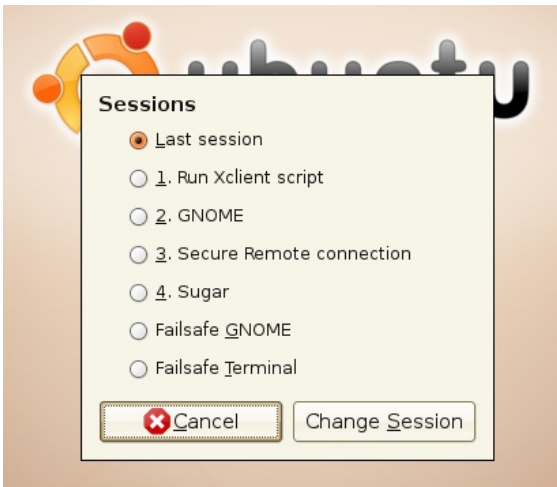 ubuntu
Sessions
Last session
1. Run Xclient script
2. GNOME
3. Secure Remote connection
4. Sugar
Failsafe GNOME
Failsafe Terminal
Cancel
Change Session